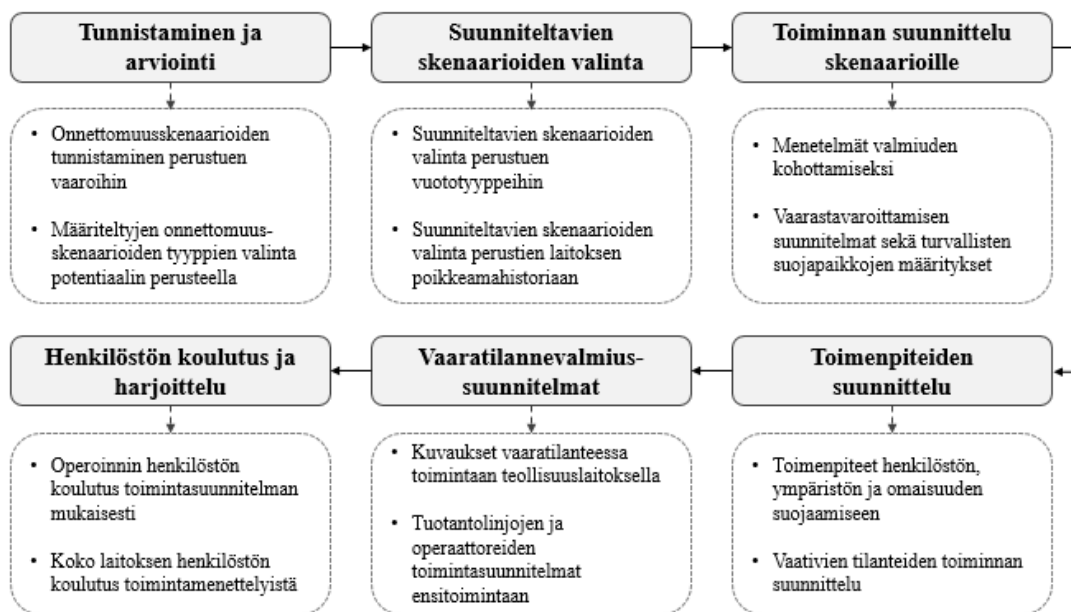 Tunnistaminen ja
arviointi
Suunniteltavien
skenaarioiden valinta
Toiminnan suunnittelu
skenaarioille
• Onnettomuusskenaarioiden
tunnistaminen perustuen
vaaroihin
• Määriteltyjen onnettomuus-
skenaarioiden tyyppien valinta
potentiaalin perusteella
• Suunniteltavien skenaarioiden
valinta perustuen
vuototyyppeihin
• Suunniteltavien skenaarioiden
valinta perustien laitoksen
poikkeamahistoriaan
• Menetelmät valmiuden
kohottamiseksi
• Vaarastavaroittamisen
suunnitelmat sekä turvallisten
suojapaikkojen määritykset
Henkilöstön koulutus ja
harjoittelu
Vaaratilannevalmius-
suunnitelmat
Toimenpiteiden
suunnittelu
• Operoinnin henkilöstön
koulutus toimintasuunnitelman
mukaisesti
• Koko laitoksen henkilöstön
koulutus toimintamenettelyistä
• Kuvaukset vaaratilanteessa
toimintaan teollisuuslaitoksella
• Tuotantolinjojen ja
operaattoreiden
toimintasuunnitelmat
ensitoimintaan
• Toimenpiteet henkilöstön,
ympäristön ja omaisuuden
suojaamiseen
• Vaativien tilanteiden toiminnan
suunnittelu